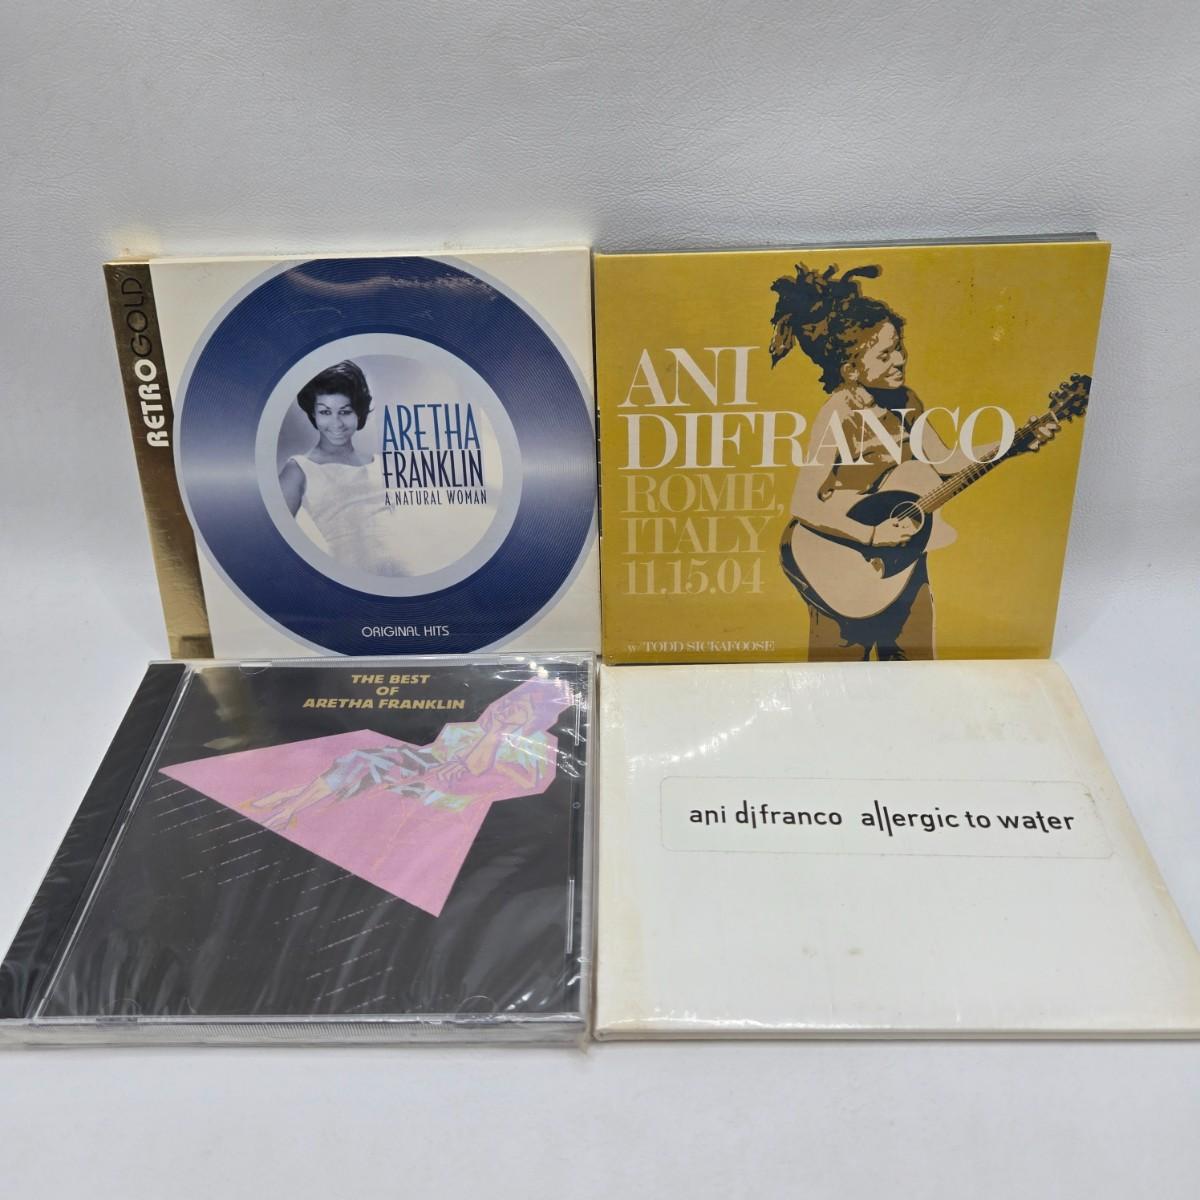 RETROGOLD
ARETHA
FRANKLIN
A NATURAL WOMAN
ORIGINAL HITS
ANI
DIFRANCO
ROME,
ITALY
11.15.04
w/ TODD SICKAFOOSE
THE BEST
OF
ARETHA FRANKLIN
ani difranco allergic to water